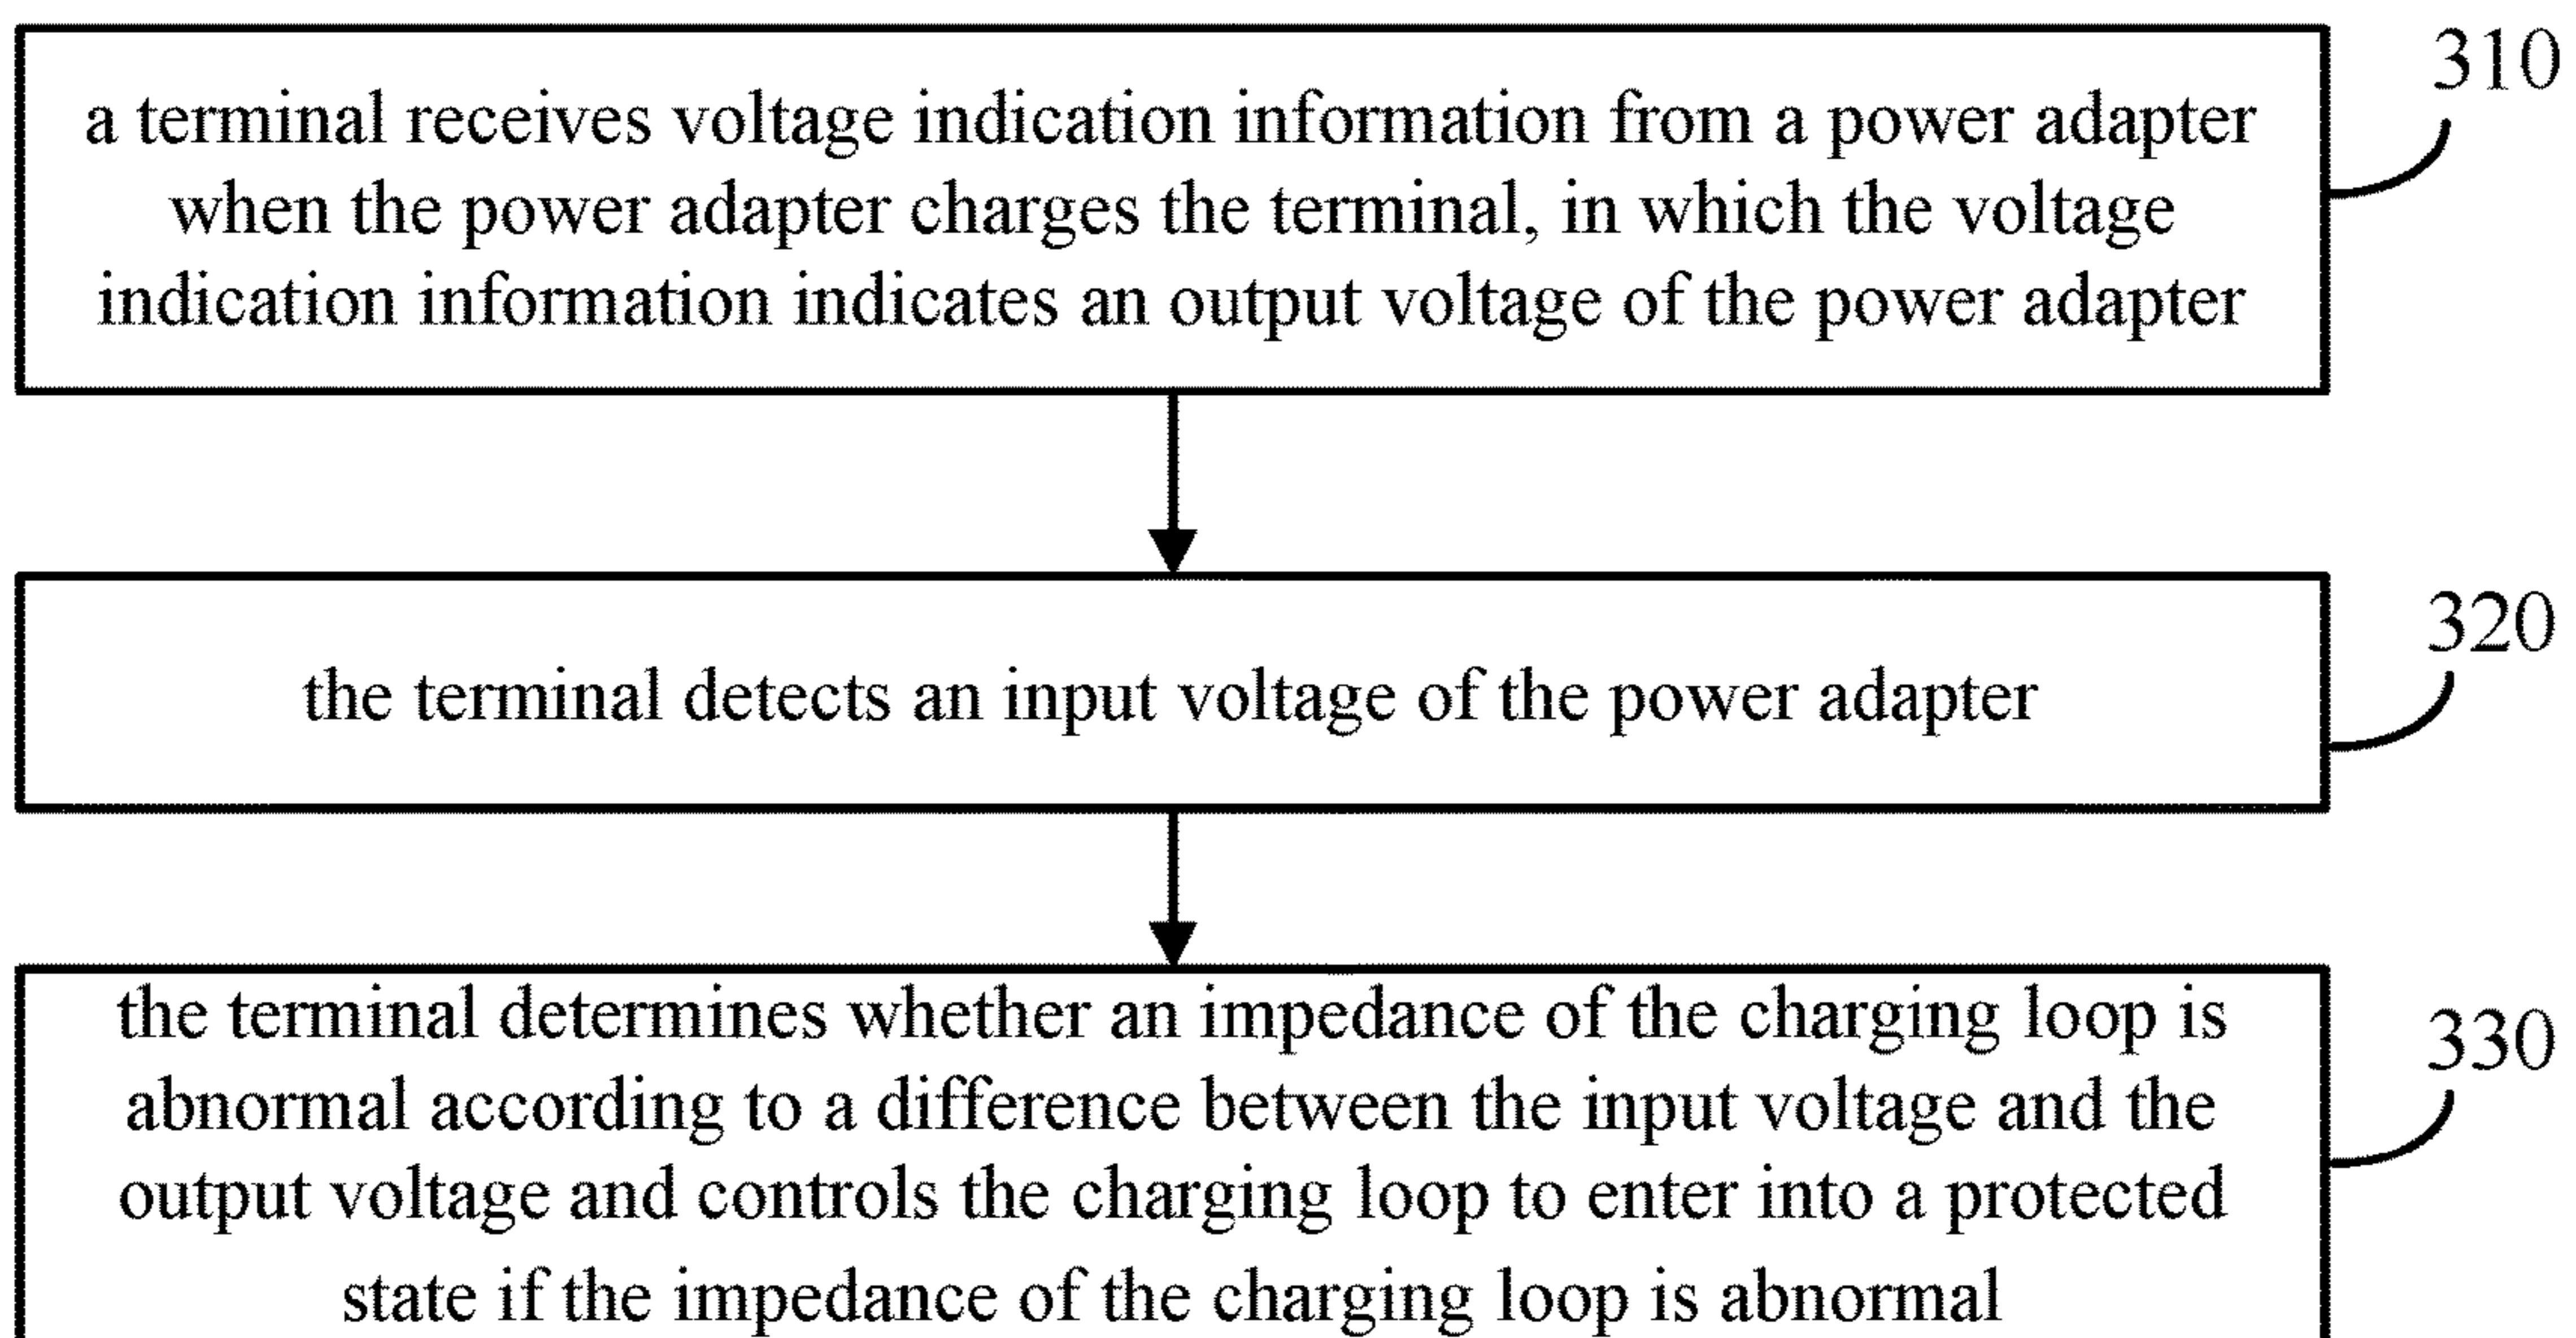 a terminal receives voltage indication information from a power adapter
when the power adapter charges the terminal, in which the voltage
indication information indicates an output voltage of the power adapter
310
the terminal detects an input voltage of the power adapter
320
the terminal determines whether an impedance of the charging loop is
abnormal according to a difference between the input voltage and the
output voltage and controls the charging loop to enter into a protected
state if the impedance of the charging loop is abnormal
330